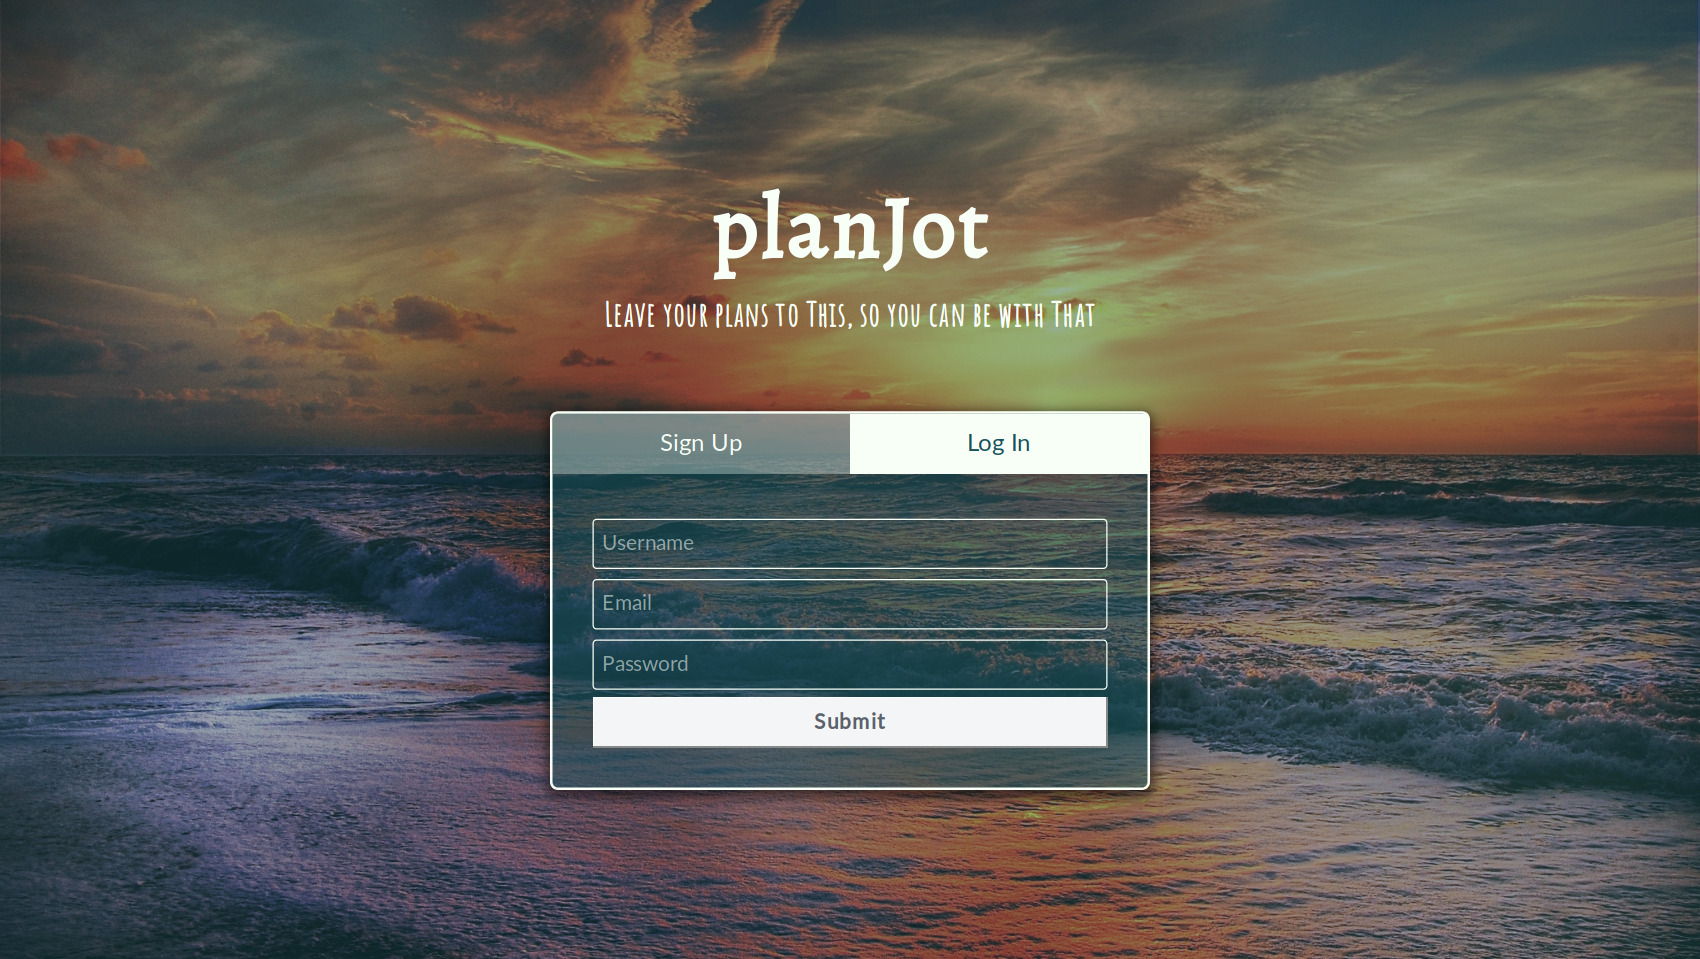 planJot
Leave your plans to This, so you can be with That
Sign Up
Log In
Username
Email
Password
Submit